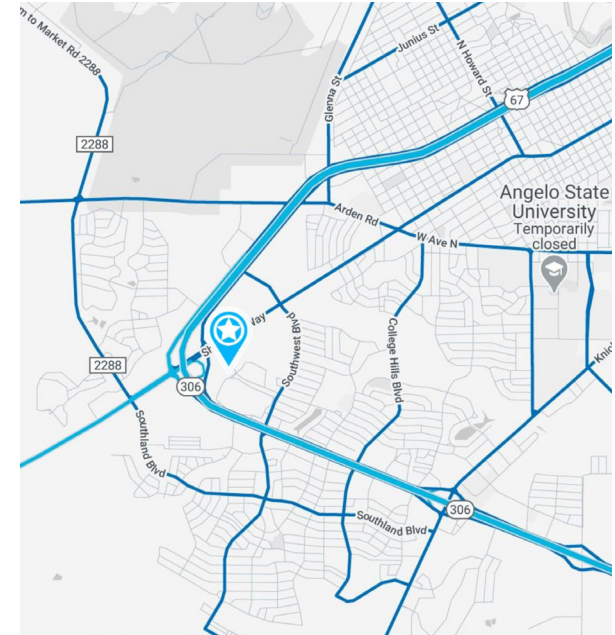 m to Market Rd 2288
Junius St
N Howard St
Glenna St
67
2288
Angelo State
University
Temporarily
closed
Arden Rd
W Ave N
Southwest Blvd
College Hills Blvd
2288
306
Southland Blvd
306
Southland Blvd